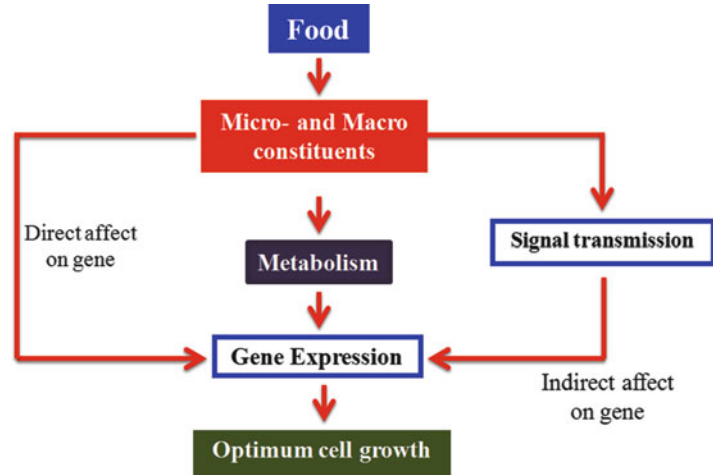 Food
Micro- and Macro
constituents
Direct affect
on gene
Metabolism
Signal transmission
Gene Expression
Indirect affect
on gene
Optimum cell growth